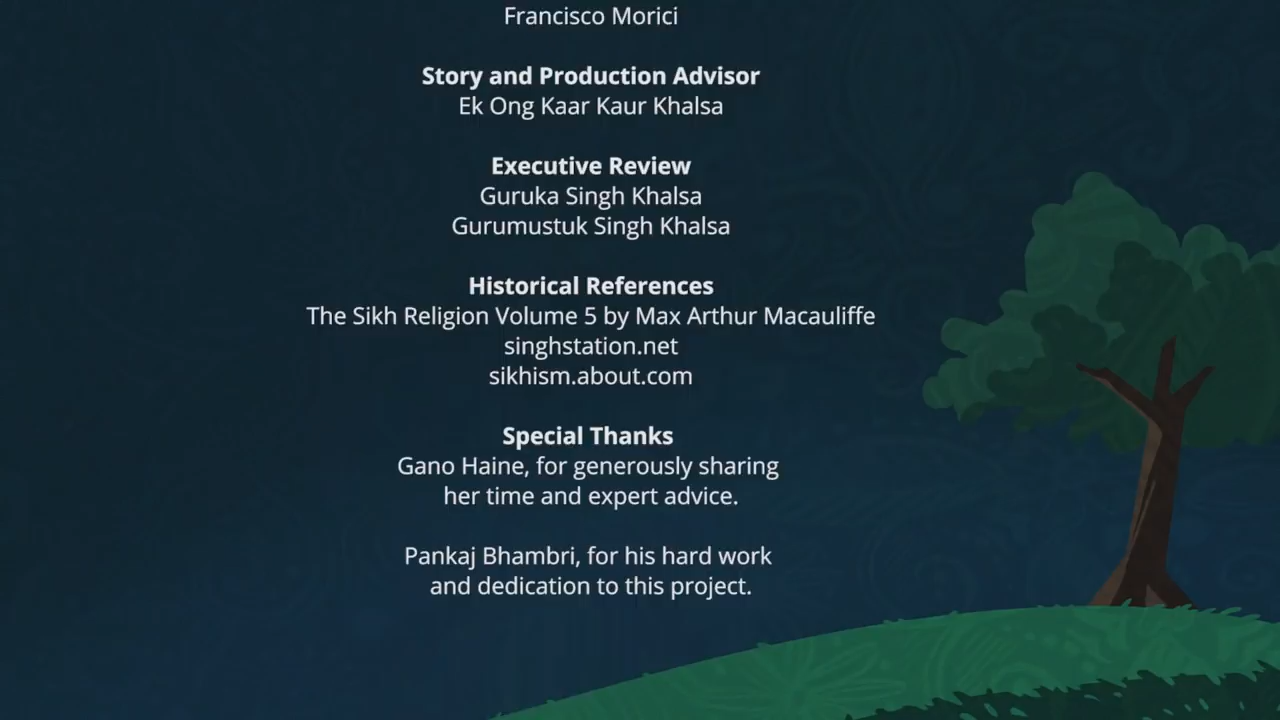 Francisco Morici
Story and Production Advisor
Ek Ong Kaar Kaur Khalsa
Executive Review
Guruka Singh Khalsa
Gurumustuk Singh Khalsa
Historical References
The Sikh Religion Volume 5 by Max Arthur Macauliffe
singhstation.net
sikhism.about.com
Special Thanks
Gano Haine, for generously sharing
her time and expert advice.
Pankaj Bhambri, for his hard work
and dedication to this project.